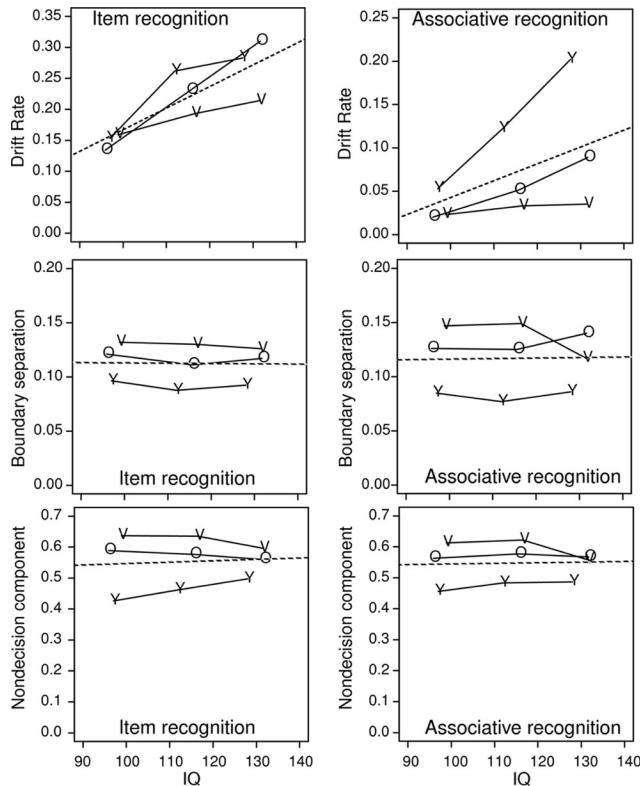 Item recognition
0.35
0.30
0.25
0.20
0.15
0.10
0.05
0.00
Drift Rate
Y
Y
Y
O
O
O
V
V
V
Associative recognition
0.25
0.20
0.15
0.10
0.05
0.00
Drift Rate
Y
Y
Y
O
O
O
V
V
V
0.20
0.15
0.10
0.05
0.00
Boundary separation
V
V
V
O
O
O
Y
Y
Y
Item recognition
0.20
0.15
0.10
0.05
0.00
Boundary separation
V
V
V
O
O
O
Y
Y
Y
Associative recognition
0.7
0.6
0.5
0.4
0.3
0.2
0.1
0.0
Nondecision component
V
V
V
O
O
O
Y
Y
Y
Item recognition
90 100 110 120 130 140
IQ
0.7
0.6
0.5
0.4
0.3
0.2
0.1
0.0
Nondecision component
V
V
V
O
O
O
Y
Y
Y
Associative recognition
90 100 110 120 130 140
IQ